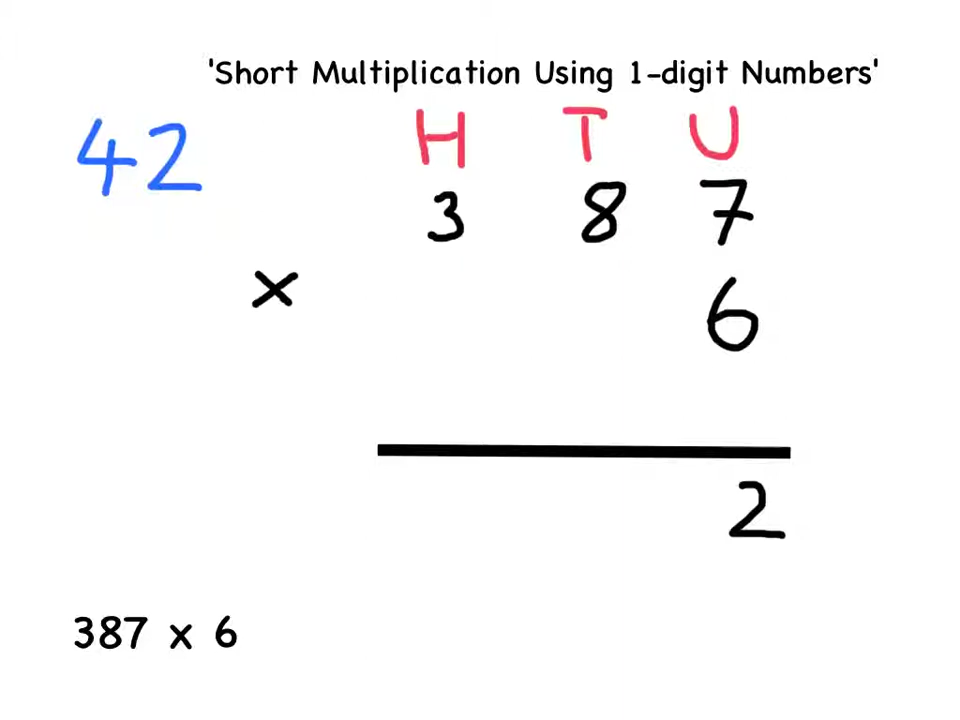 'Short Multiplication Using 1-digit Numbers'
42
H T U
3 8 7
x 6
2
387 x 6